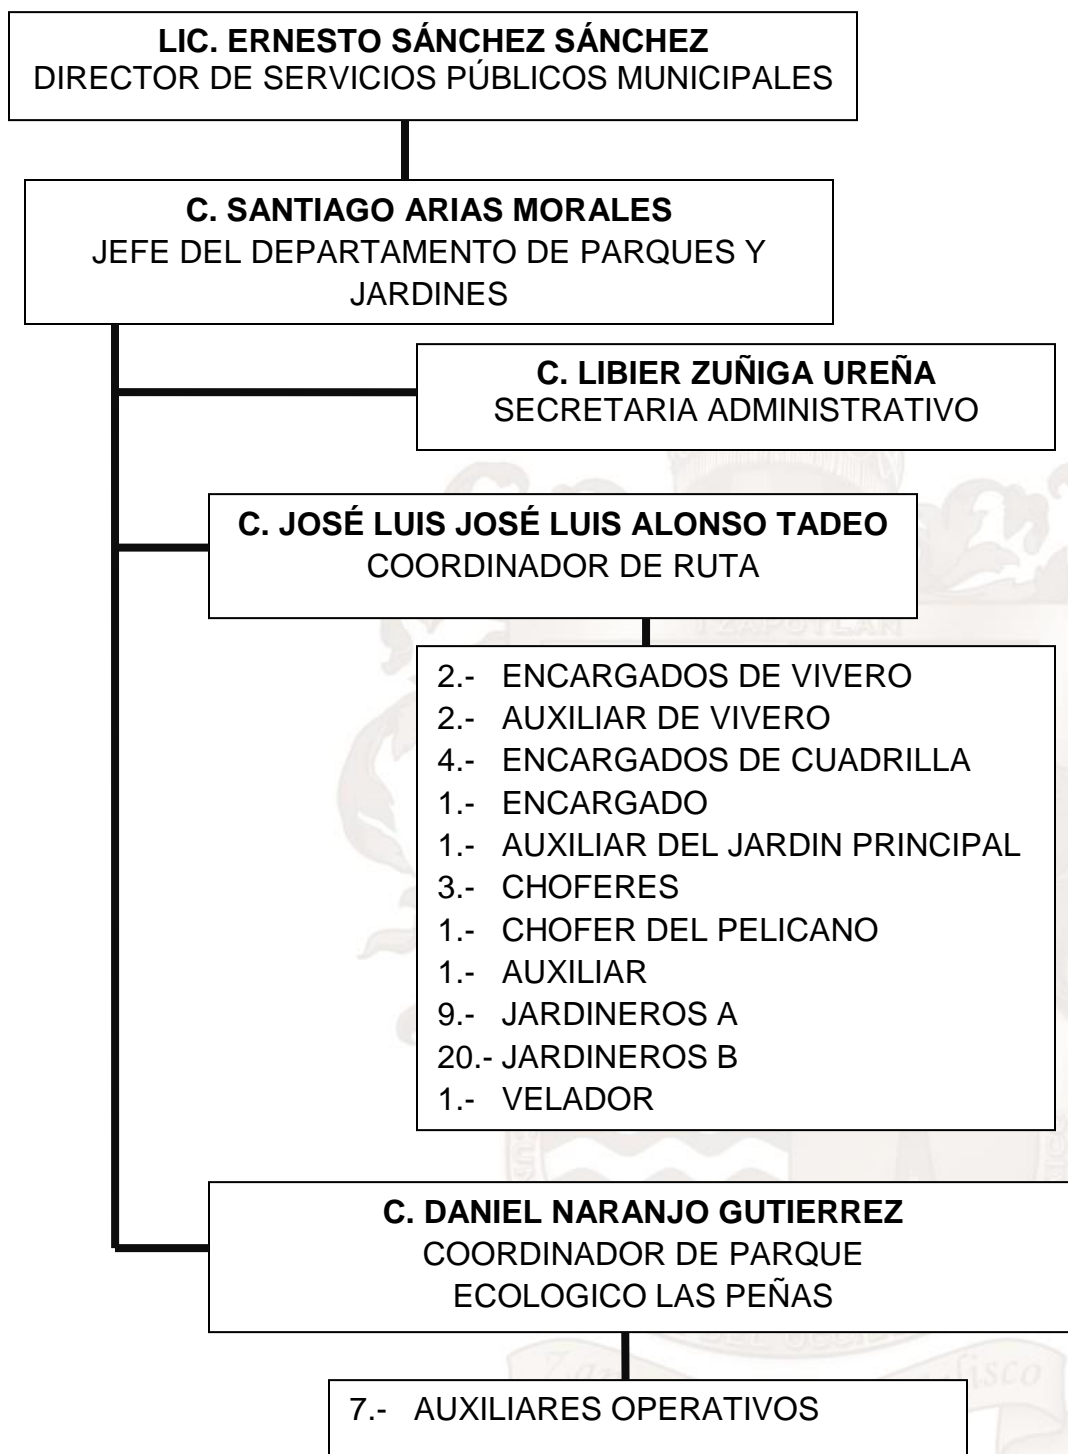 LIC. ERNESTO SÁNCHEZ SÁNCHEZ
DIRECTOR DE SERVICIOS PÚBLICOS MUNICIPALES
C. SANTIAGO ARIAS MORALES
JEFE DEL DEPARTAMENTO DE PARQUES Y
JARDINES
C. LIBIER ZUÑIGA UREÑA
SECRETARIA ADMINISTRATIVO
C. JOSÉ LUIS JOSÉ LUIS ALONSO TADEO
COORDINADOR DE RUTA
2.- ENCARGADOS DE VIVERO
2.- AUXILIAR DE VIVERO
4.- ENCARGADOS DE CUADRILLA
1.- ENCARGADO
1.- AUXILIAR DEL JARDIN PRINCIPAL
3.- CHOFERES
1.- CHOFER DEL PELICANO
1.- AUXILIAR
9.- JARDINEROS A
20.- JARDINEROS B
1.- VELADOR
C. DANIEL NARANJO GUTIERREZ
COORDINADOR DE PARQUE
ECOLOGICO LAS PEÑAS
7.- AUXILIARES OPERATIVOS